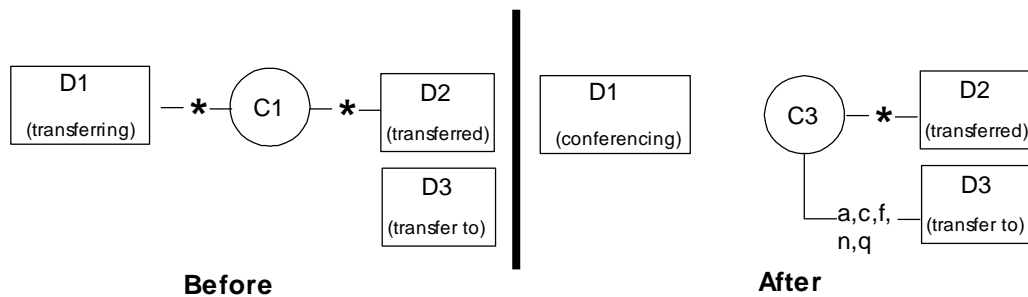 D1
(transferring)
*
C1
*
D2
(transferred)
D3
(transfer to)
Before
D1
(conferencing)
C3
*
D2
(transferred)
D3
(transfer to)
a,c,f,
n,q
After